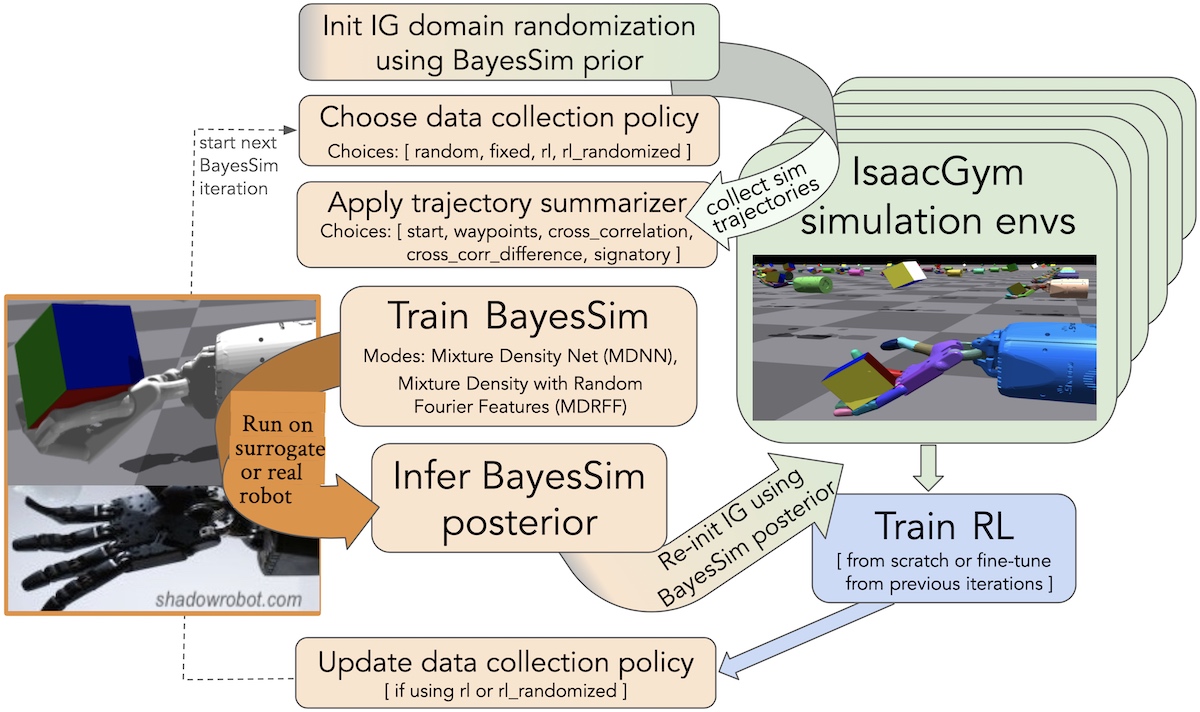 Init IG domain randomization
using BayesSim prior
Choose data collection policy
Choices: [ random, fixed, rl, rl_randomized ]
start next
BayesSim
iteration
collect sim
trajectories
Apply trajectory summarizer
Choices: [ start, waypoints, cross_correlation,
cross_corr_difference, signatory ]
IsaacGym
simulation envs
Train BayesSim
Modes: Mixture Density Net (MDNN),
Mixture Density with Random
Fourier Features (MDRFF)
Run on
surrogate
or real
robot
Infer BayesSim
posterior
Re-init IG using
BayesSim posterior
Train RL
[ from scratch or fine-tune
from previous iterations ]
shadowrobot.com
Update data collection policy
[ if using rl or rl_randomized ]